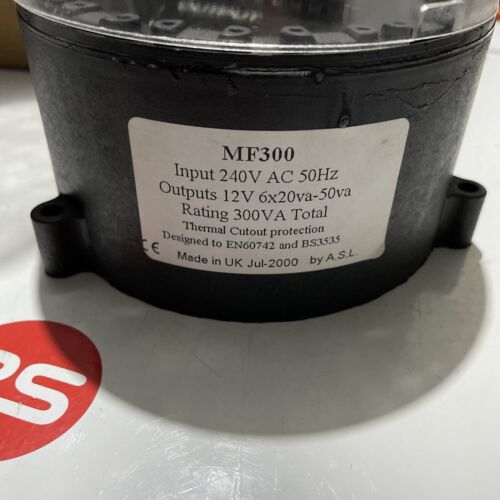 MF300
Input 240V AC 50Hz
Outputs 12V 6x20va-50va
Rating 300VA Total
Thermal Cutout protection
Designed to EN60742 and BS3535
CE Made in UK Jul-2000 by A.S.L.
RS